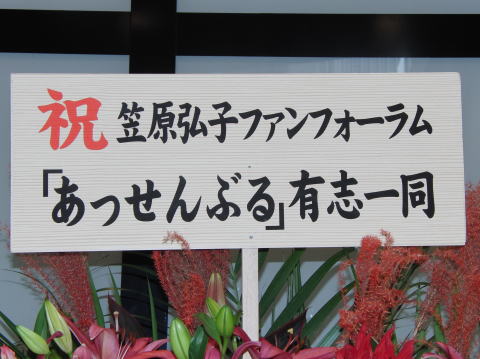 祝 笠原弘子ファンフォーラム
「あっせんぶる」有志一同